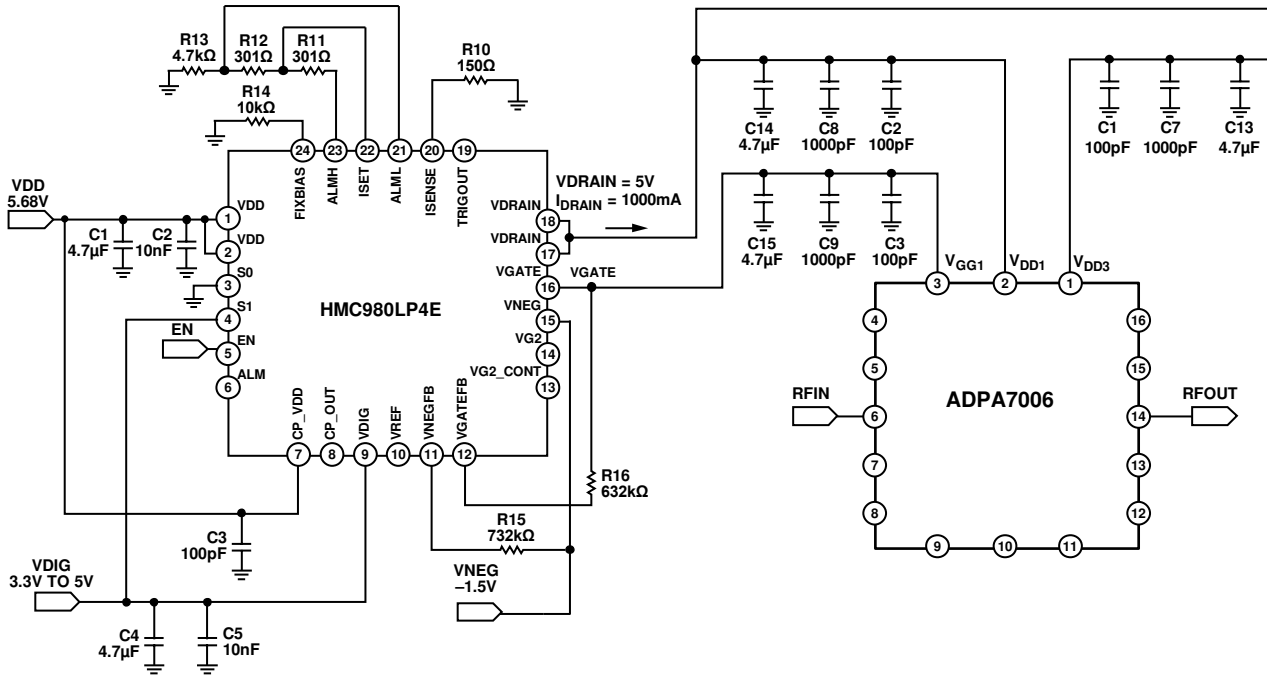 R13
4.7kΩ
R12
301Ω
R11
301Ω
R10
150Ω
R14
10kΩ
24
23
22
21
20
19
FIXBIAS
ALMH
ISET
ALML
ISENSE
TRIGOUT
VDD
5.68V
C1
4.7µF
C2
10nF
VDD
1
VDD
2
S0
3
S1
4
EN
EN
5
ALM
6
HMC980LP4E
VDRAIN
18
VDRAIN
17
VGATE
16
VGATE
VNEG
15
VG2
14
VG2_CONT
13
VDRAIN = 5V
IDRAIN = 1000mA
CP_VDD
CP_OUT
VDIG
VREF
VNEGFB
VGATEFB
7
8
9
10
11
12
C3
100pF
R15
732kΩ
R16
632kΩ
VNEG
–1.5V
VDIG
3.3V TO 5V
C4
4.7µF
C5
10nF
C14
4.7µF
C8
1000pF
C2
100pF
C1
100pF
C7
1000pF
C13
4.7µF
C15
4.7µF
C9
1000pF
C3
100pF
VGG1
VDD1
VDD3
3
2
1
4
5
6
7
8
16
15
14
13
12
9
10
11
RFIN
ADPA7006
RFOUT